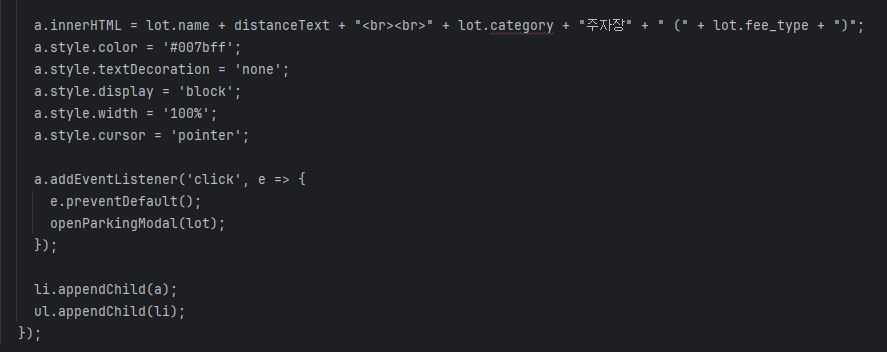 a.innerHTML = lot.name + distanceText + "<br><br>" + lot.category + "주자장" + " (" + lot.fee_type + ")";
a.style.color = '#007bff';
a.style.textDecoration = 'none';
a.style.display = 'block';
a.style.width = '100%';
a.style.cursor = 'pointer';
a.addEventListener('click', e => {
e.preventDefault();
openParkingModal(lot);
});
li.appendChild(a);
ul.appendChild(li);
});